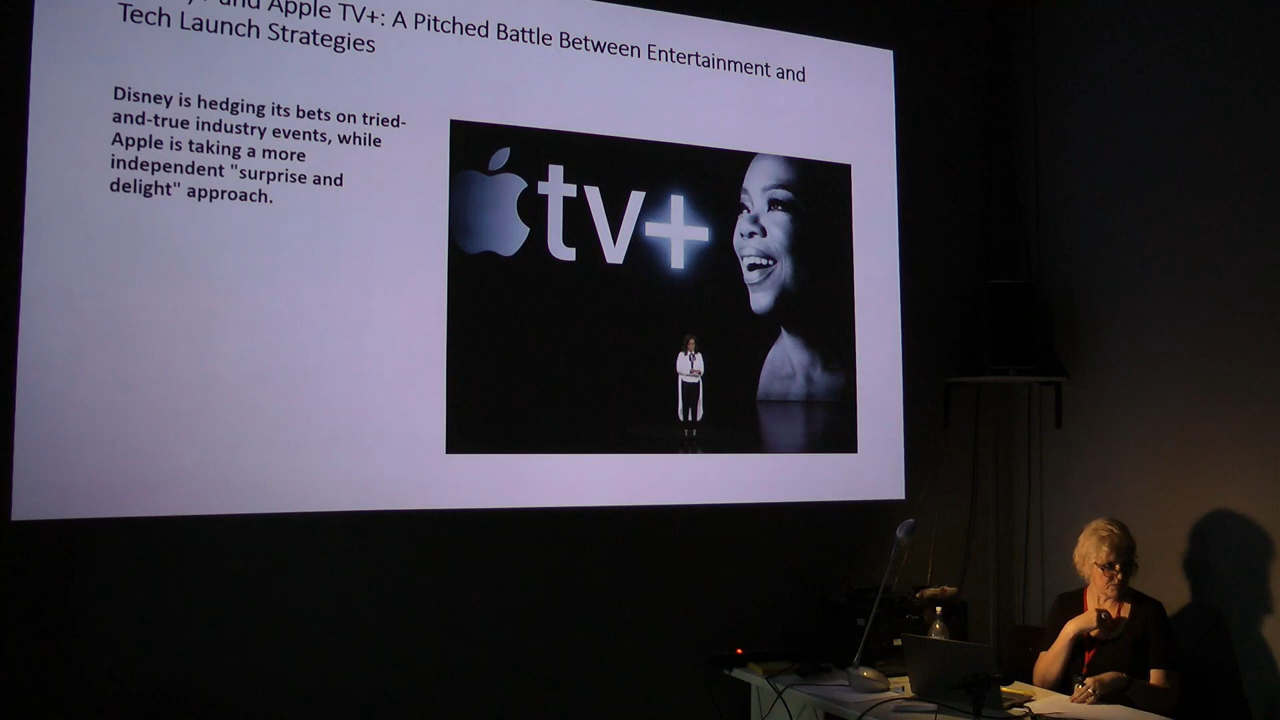 and Apple TV+: A Pitched Battle Between Entertainment and
Tech Launch Strategies
Disney is hedging its bets on tried-
and-true industry events, while
Apple is taking a more
independent "surprise and
delight" approach.
tv+